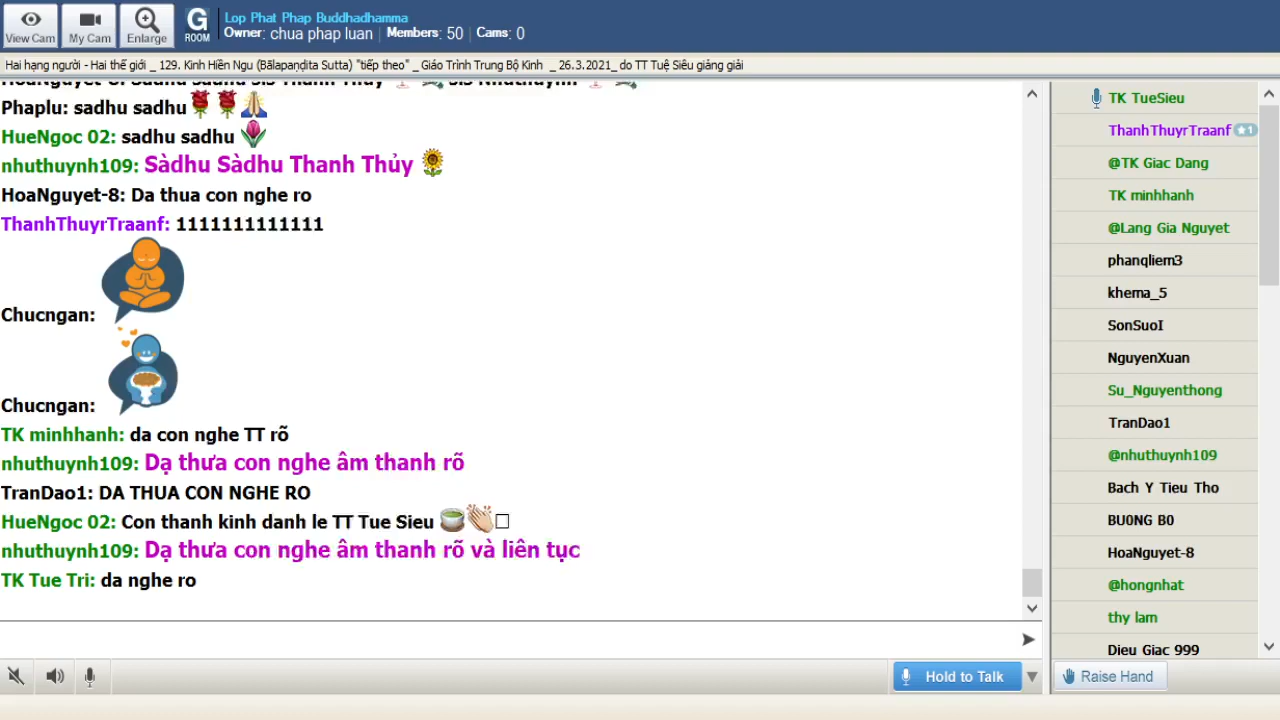 View Cam
My Cam
Enlarge
G
ROOM
Lop Phat Phap Buddhadhamma
Owner: chua phap luan | Members: 50 | Cams: 0
Hai hạng người - Hai thế giới _ 129. Kinh Hiền Ngu (Bālapaṇḍita Sutta) "tiếp theo" _ Giáo Trình Trung Bộ Kinh _ 26.3.2021_ do TT Tuệ Siêu giảng giải
Phaplu: sadhu sadhu
HueNgoc 02: sadhu sadhu
nhuthuynh109: Sàdhu Sàdhu Thanh Thủy
HoaNguyet-8: Da thua con nghe ro
ThanhThuyrTraanf: 1111111111111
Chucngan:
Chucngan:
TK minhhanh: da con nghe TT rõ
nhuthuynh109: Dạ thưa con nghe âm thanh rõ
TranDao1: DA THUA CON NGHE RO
HueNgoc 02: Con thanh kinh danh le TT Tue Sieu
nhuthuynh109: Dạ thưa con nghe âm thanh rõ và liên tục
TK Tue Tri: da nghe ro
TK TueSieu
ThanhThuyrTraanf
1
@TK Giac Dang
TK minhhanh
@Lang Gia Nguyet
phanqliem3
khema_5
SonSuoI
NguyenXuan
Su_Nguyenthong
TranDao1
@nhuthuynh109
Bach Y Tieu Tho
BU0NG B0
HoaNguyet-8
@hongnhat
thy lam
Dieu Giac 999
Hold to Talk
Raise Hand